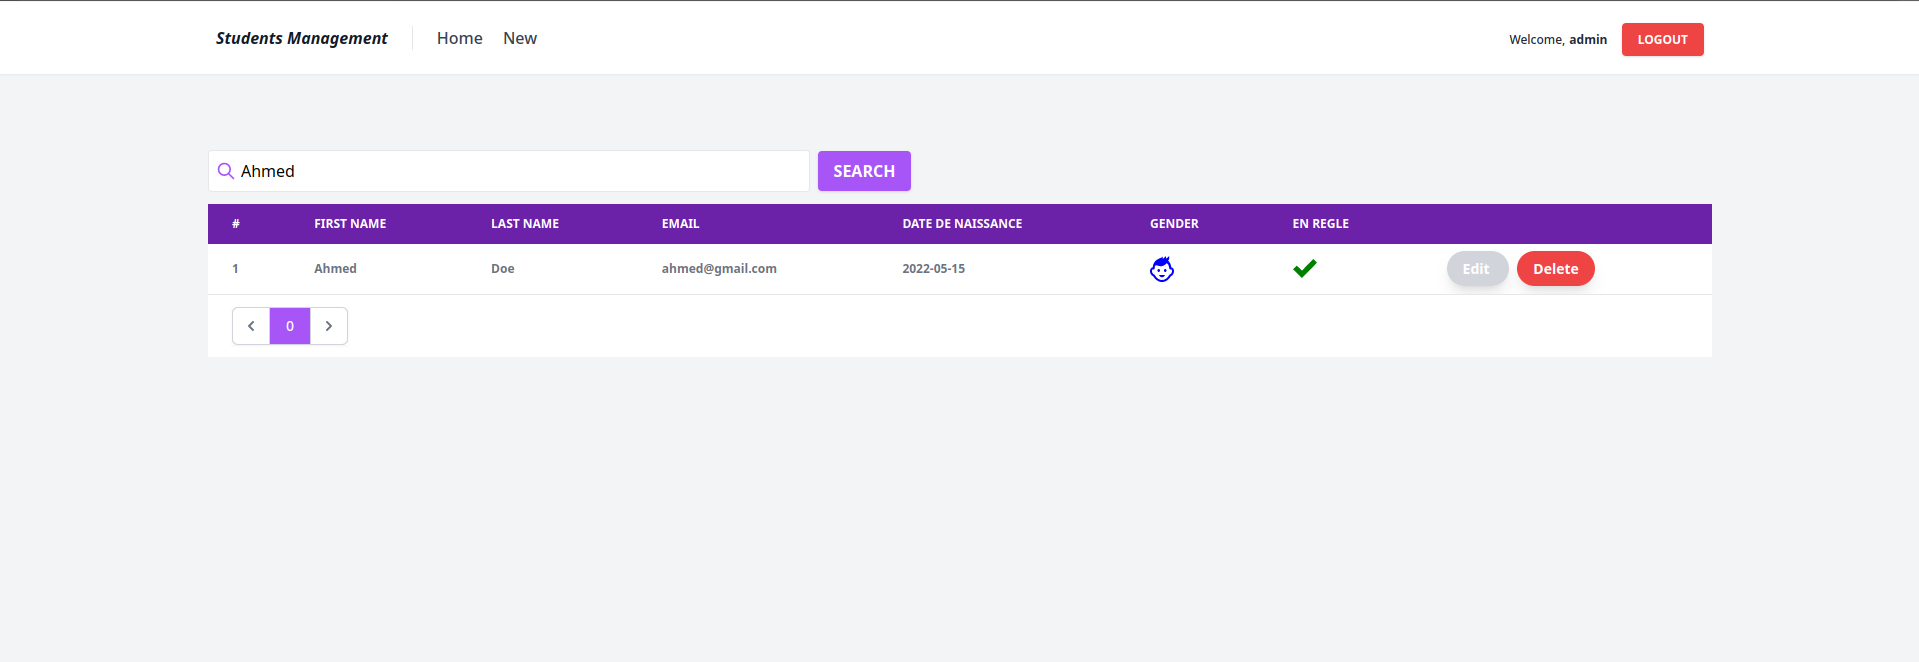 Students Management Home New Welcome, admin LOGOUT
Ahmed SEARCH
# FIRST NAME LAST NAME EMAIL DATE DE NAISSANCE GENDER EN REGLE
1 Ahmed Doe ahmed@gmail.com 2022-05-15 Edit Delete
0